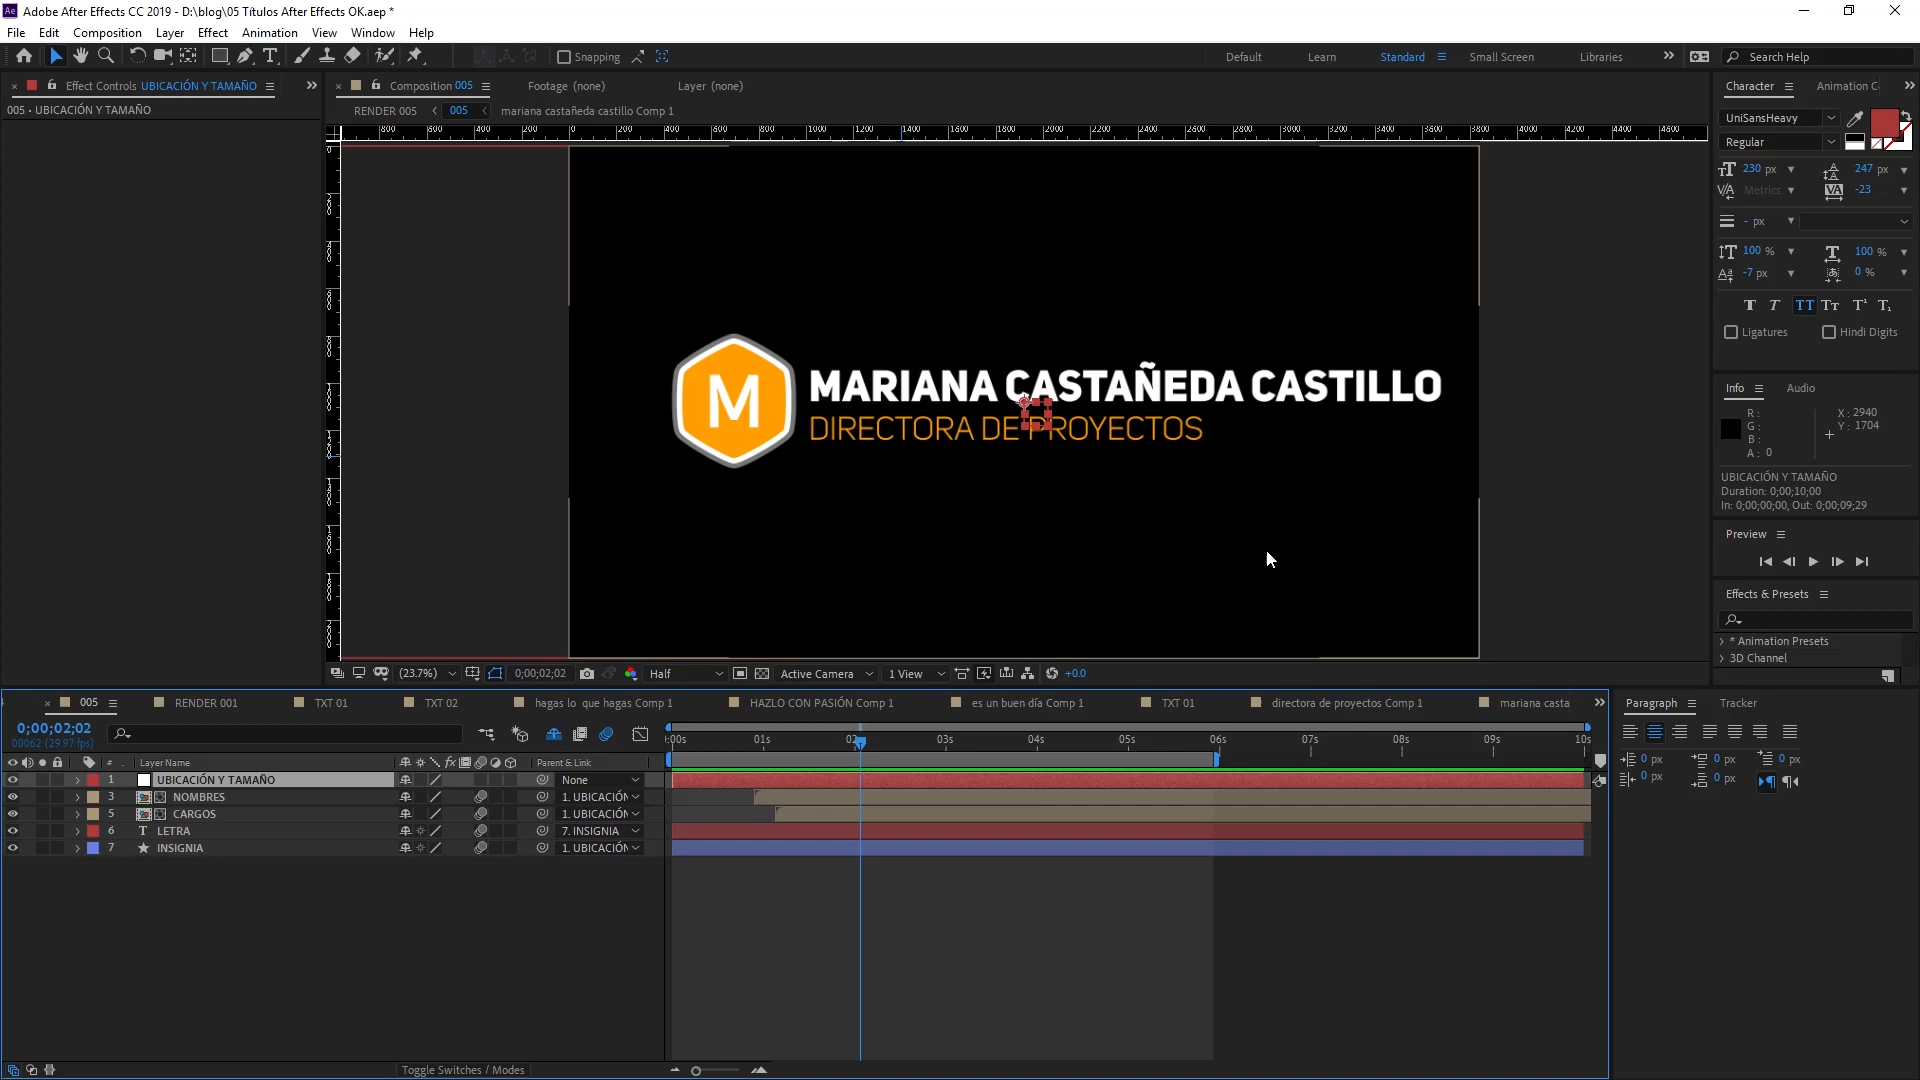 Adobe After Effects CC 2019 - D:\blog\05 Títulos After Effects OK.aep *
File Edit Composition Layer Effect Animation View Window Help
Snapping Default Learn Standard Small Screen Libraries Search Help
Effect Controls UBICACIÓN Y TAMAÑO Composition 005 Footage (none) Layer (none) Character Animation C
005 • UBICACIÓN Y TAMAÑO RENDER 005 005 mariana castañeda castillo Comp 1
UniSansHeavy
Regular
230 px 247 px
Metrics -23
- px
100 % 100 %
-7 px 0 %
Ligatures Hindi Digits
MARIANA CASTAÑEDA CASTILLO
DIRECTORA DE PROYECTOS
M
Info Audio
R: X: 2940
G: Y: 1704
B:
A: 0
UBICACIÓN Y TAMAÑO
Duration: 0;00;10;00
In: 0;00;00;00, Out: 0;00;09;29
Preview
Effects & Presets
* Animation Presets
3D Channel
(23.7%) 0;00;02;02 Half Active Camera 1 View +0.0
005 RENDER 001 TXT 01 TXT 02 hagas lo que hagas Comp 1 HAZLO CON PASIÓN Comp 1 es un buen día Comp 1 TXT 01 directora de proyectos Comp 1 mariana casta
Paragraph Tracker
0;00;02;02
00062 (29.97 fps)
:00s 01s 02 03s 04s 05s 06s 07s 08s 09s 10s
# Layer Name Parent & Link
1 UBICACIÓN Y TAMAÑO None
3 NOMBRES 1. UBICACIÓN
5 CARGOS 1. UBICACIÓN
6 T LETRA 7. INSIGNIA
7 INSIGNIA 1. UBICACIÓN
0 px 0 px 0 px
0 px 0 px
Toggle Switches / Modes